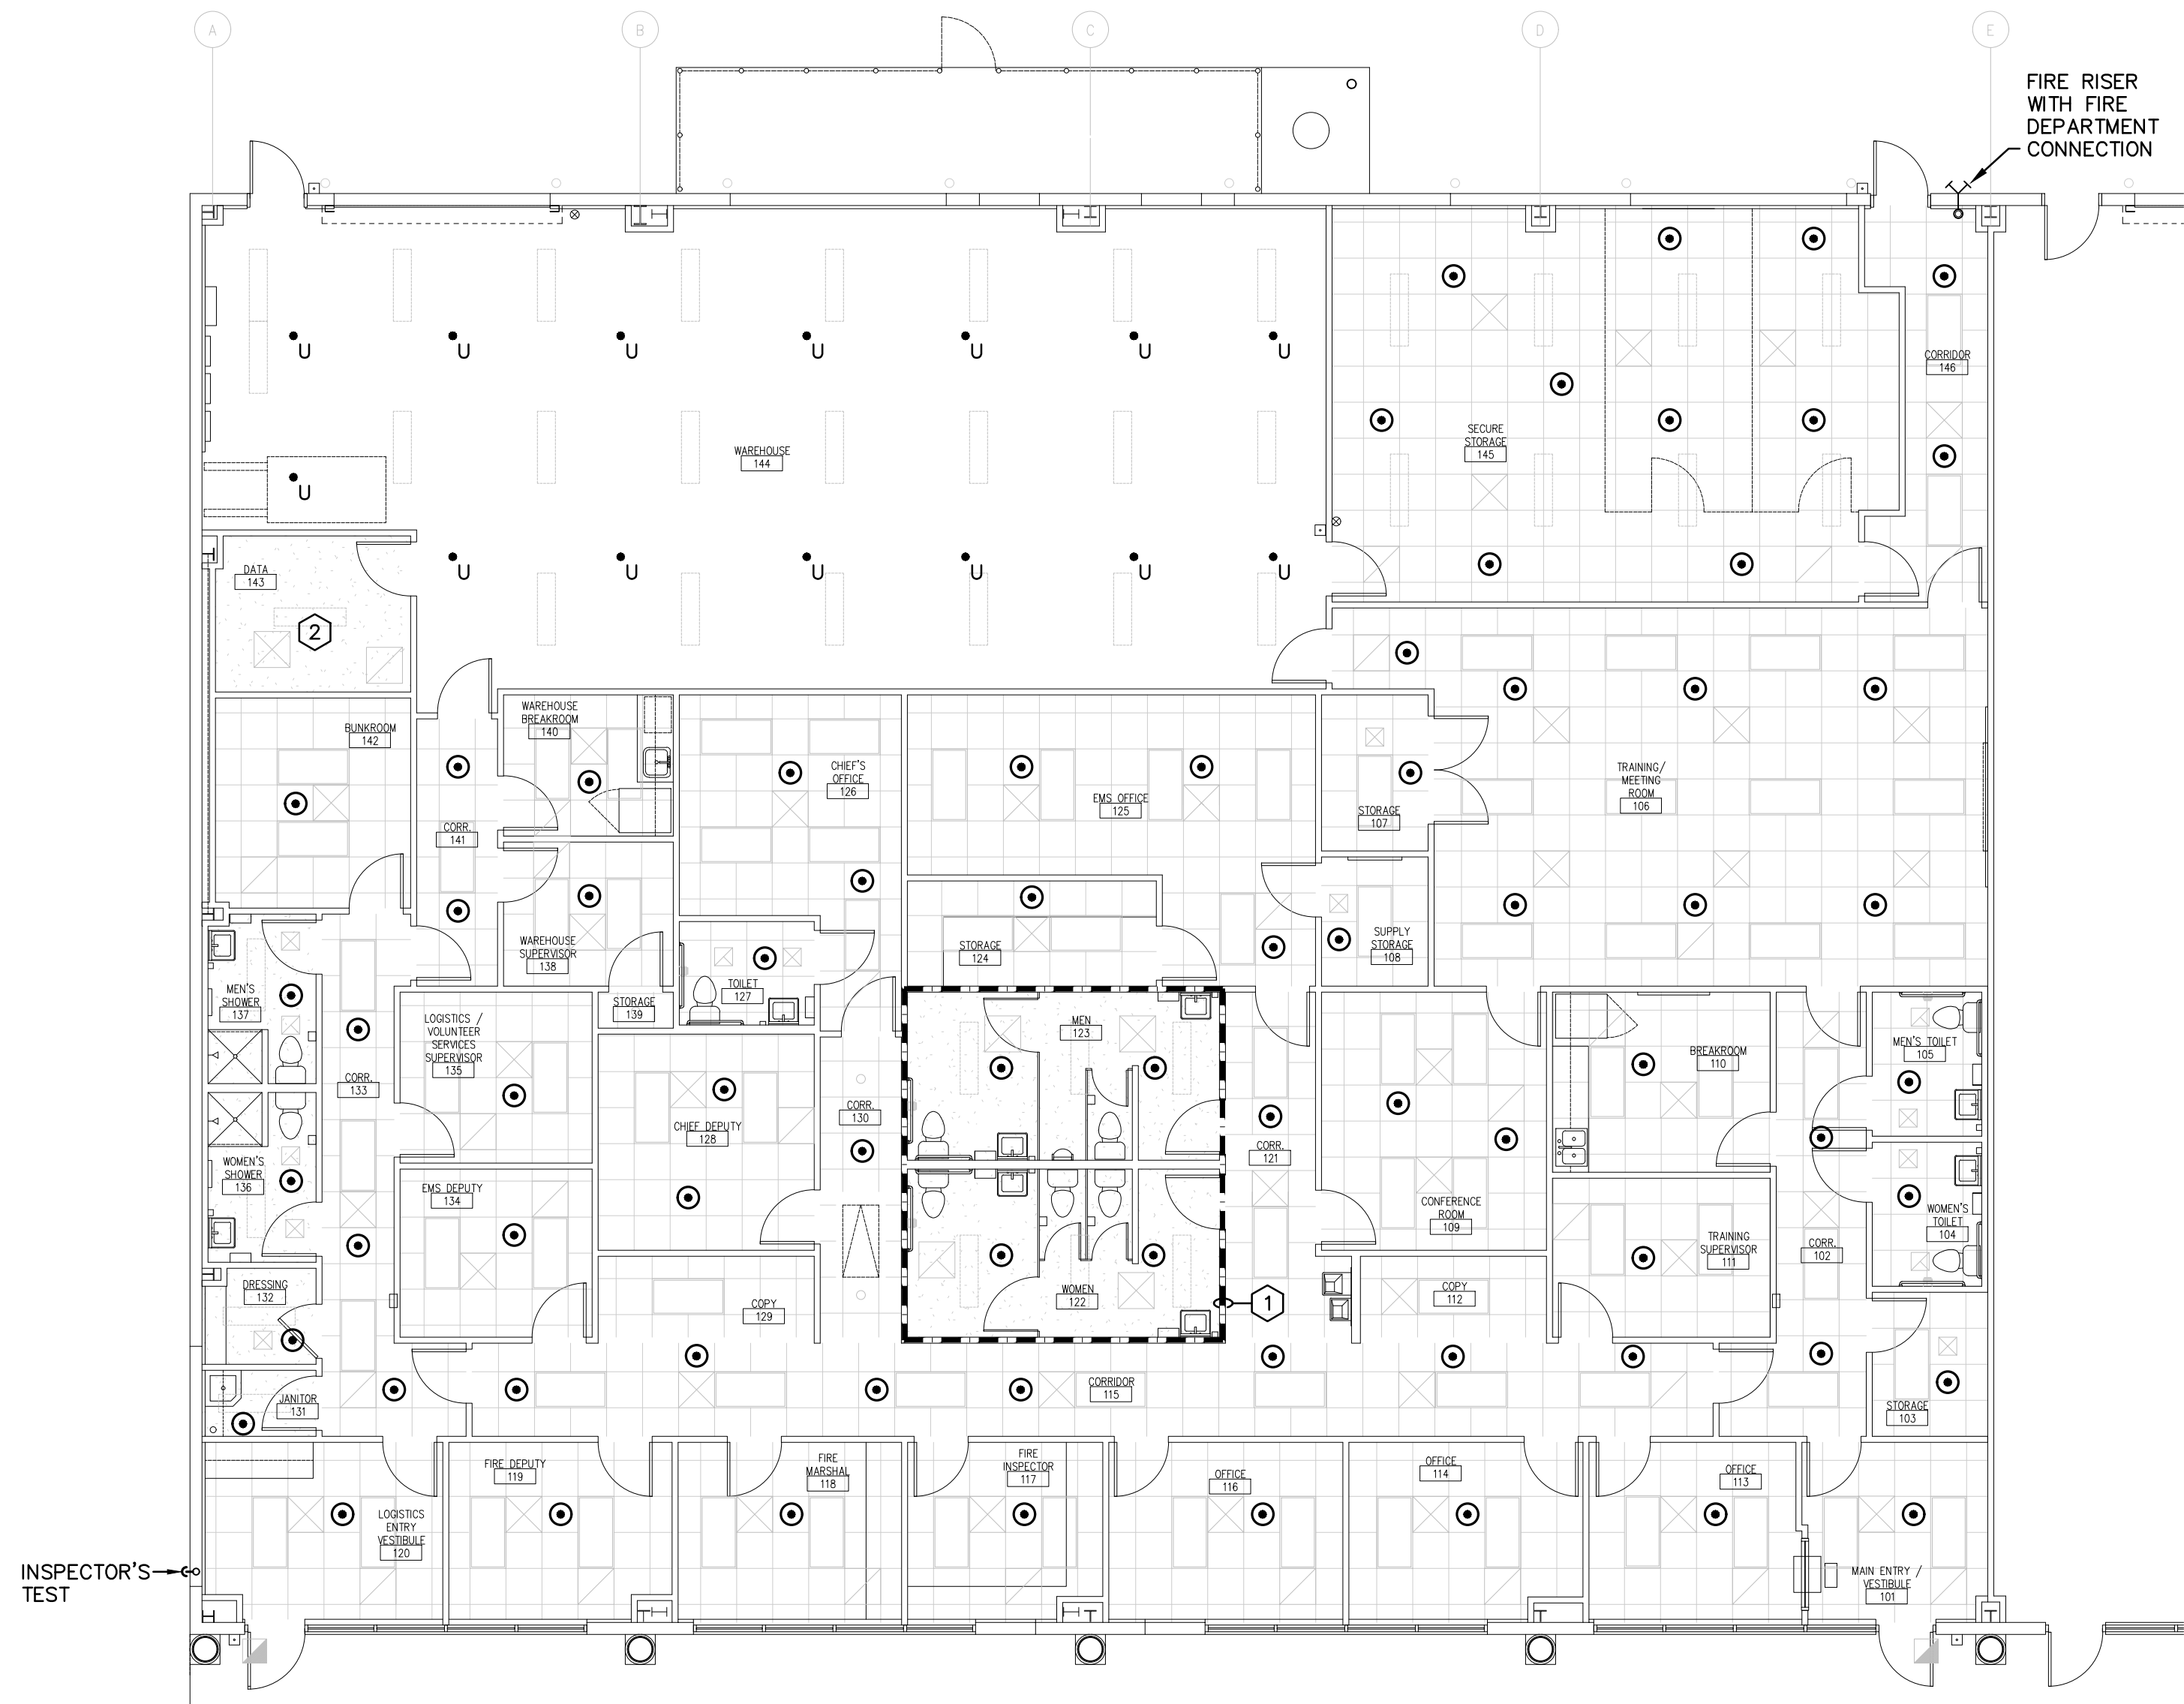 A
B
C
D
E
FIRE RISER
WITH FIRE
DEPARTMENT
CONNECTION
U
U
U
U
U
U
U
CORRIDOR
146
SECURE
STORAGE
145
WAREHOUSE
144
U
U
U
U
U
U
U
DATA
143
2
BUNKROOM
142
WAREHOUSE
BREAKROOM
140
CHIEF'S
OFFICE
126
EMS OFFICE
125
STORAGE
107
TRAINING/
MEETING
ROOM
106
CORR.
141
WAREHOUSE
SUPERVISOR
138
STORAGE
124
SUPPLY
STORAGE
108
MEN'S
SHOWER
137
STORAGE
139
TOILET
127
LOGISTICS /
VOLUNTEER
SERVICES
SUPERVISOR
135
MEN
123
BREAKROOM
110
MEN'S TOILET
105
CORR.
133
CHIEF DEPUTY
128
CORR.
130
CORR.
121
WOMEN'S
SHOWER
136
EMS DEPUTY
134
CONFERENCE
ROOM
109
WOMEN'S
TOILET
104
TRAINING
SUPERVISOR
111
CORR.
102
DRESSING
132
COPY
129
WOMEN
122
1
COPY
112
JANITOR
131
CORRIDOR
115
STORAGE
103
FIRE DEPUTY
119
FIRE
MARSHAL
118
FIRE
INSPECTOR
117
OFFICE
116
OFFICE
114
OFFICE
113
LOGISTICS
ENTRY
VESTIBULE
120
MAIN ENTRY /
VESTIBULE
101
INSPECTOR'S
TEST